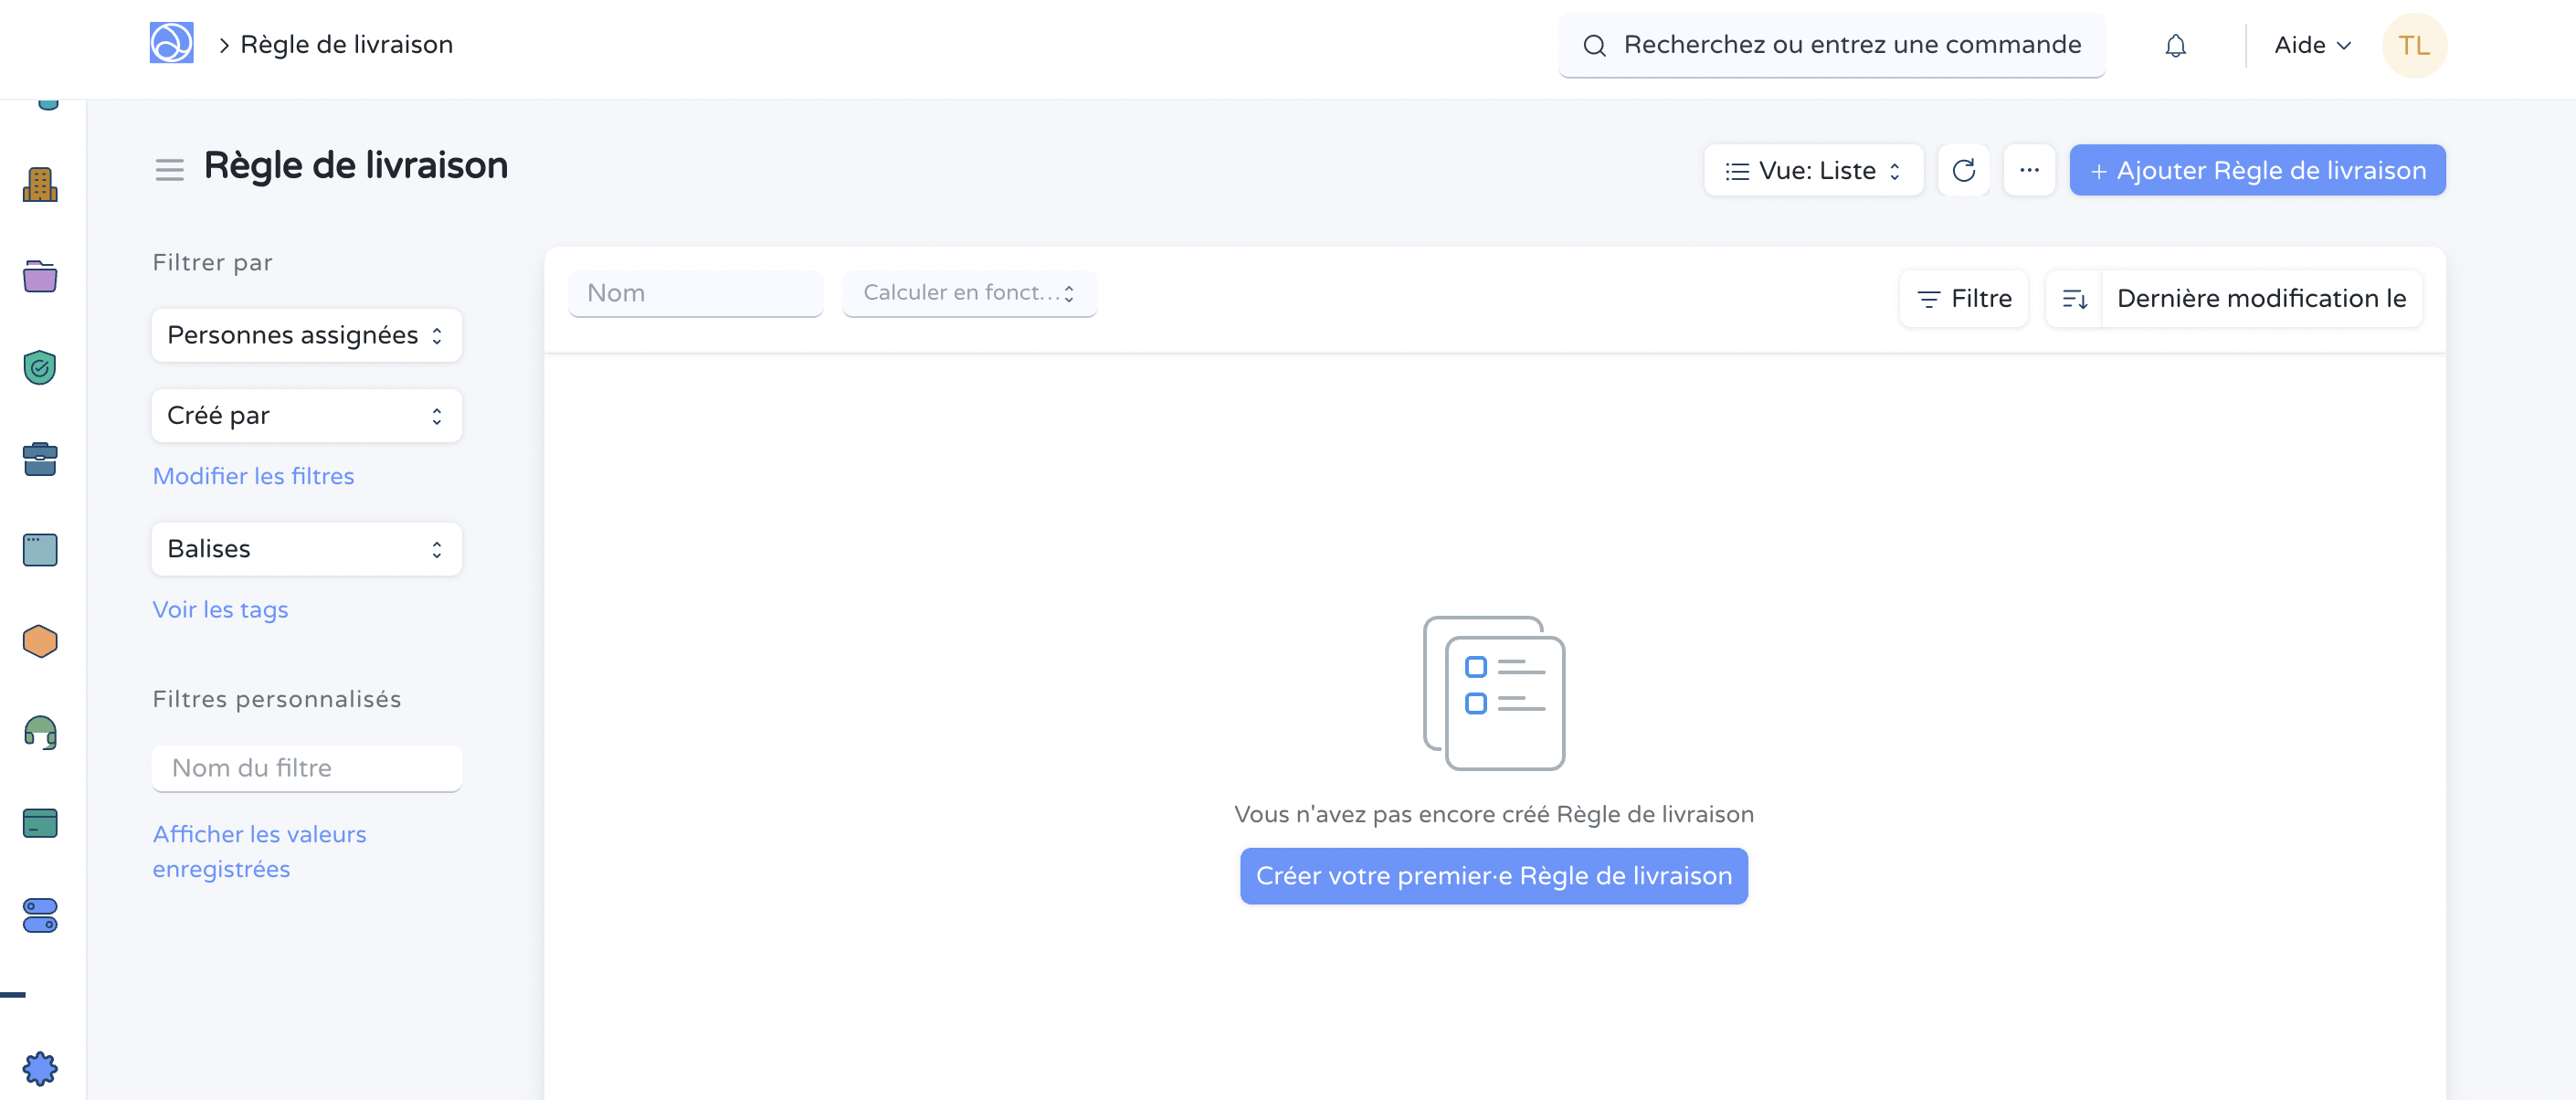 Règle de livraison
Recherchez ou entrez une commande
Aide
TL
Règle de livraison
Vue: Liste
Ajouter Règle de livraison
Filtrer par
Personnes assignées
Créé par
Modifier les filtres
Balises
Voir les tags
Filtres personnalisés
Nom du filtre
Afficher les valeurs
enregistrées
Nom
Calculer en fonct...
Filtre
Dernière modification le
Vous n'avez pas encore créé Règle de livraison
Créer votre premier·e Règle de livraison